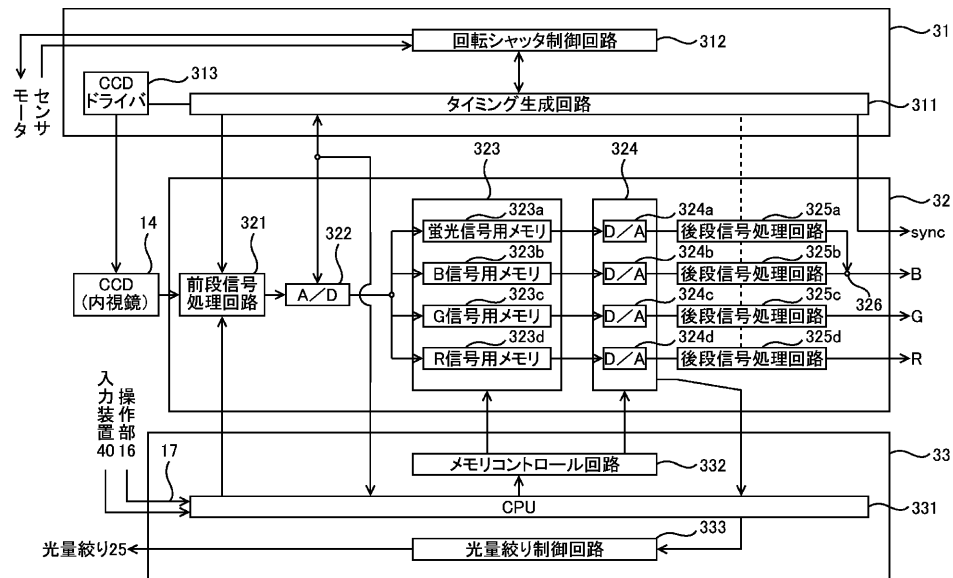 31
回転シャッタ制御回路
312
CCD
ドライバ
313
モータ
センサ
タイミング生成回路
311
323
324
32
14
321
322
323a
蛍光信号用メモリ
D/A
324a
325a
後段信号処理回路
sync
CCD
(内視鏡)
前段信号
処理回路
A/D
323b
B信号用メモリ
D/A
324b
325b
後段信号処理回路
B
326
323c
G信号用メモリ
D/A
324c
325c
後段信号処理回路
G
323d
R信号用メモリ
D/A
324d
325d
後段信号処理回路
R
入力装置40
操作部16
17
33
メモリコントロール回路
332
CPU
331
光量絞り25
光量絞り制御回路
333